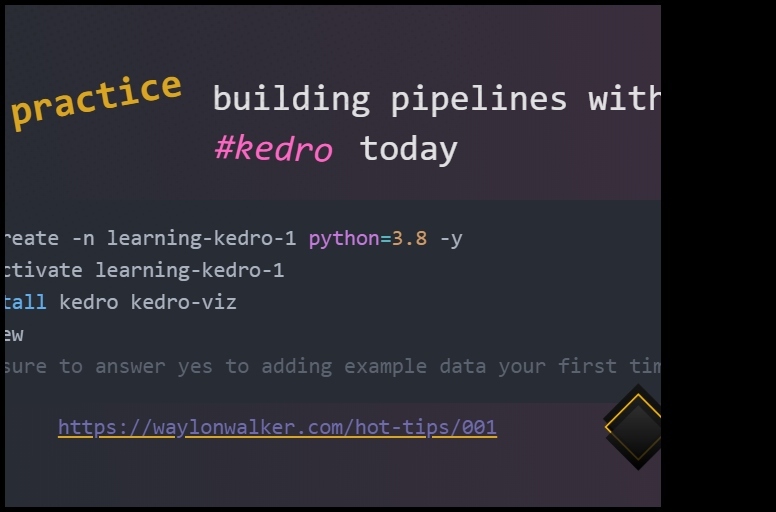 practice building pipelines with
#kedro today
reate -n learning-kedro-1 python=3.8 -y
ctivate learning-kedro-1
tall kedro kedro-viz
ew
sure to answer yes to adding example data your first tim
https://waylonwalker.com/hot-tips/001